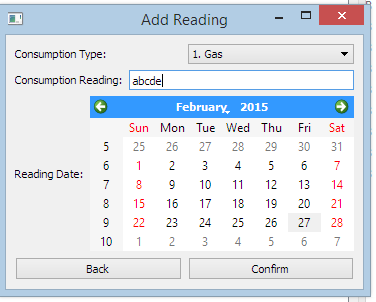 Add Reading
Consumption Type: 1. Gas
Consumption Reading: abcde
February, 2015
Sun Mon Tue Wed Thu Fri Sat
5 25 26 27 28 29 30 31
6 1 2 3 4 5 6 7
Reading Date:
7 8 9 10 11 12 13 14
8 15 16 17 18 19 20 21
9 22 23 24 25 26 27 28
10 1 2 3 4 5 6 7
Back Confirm